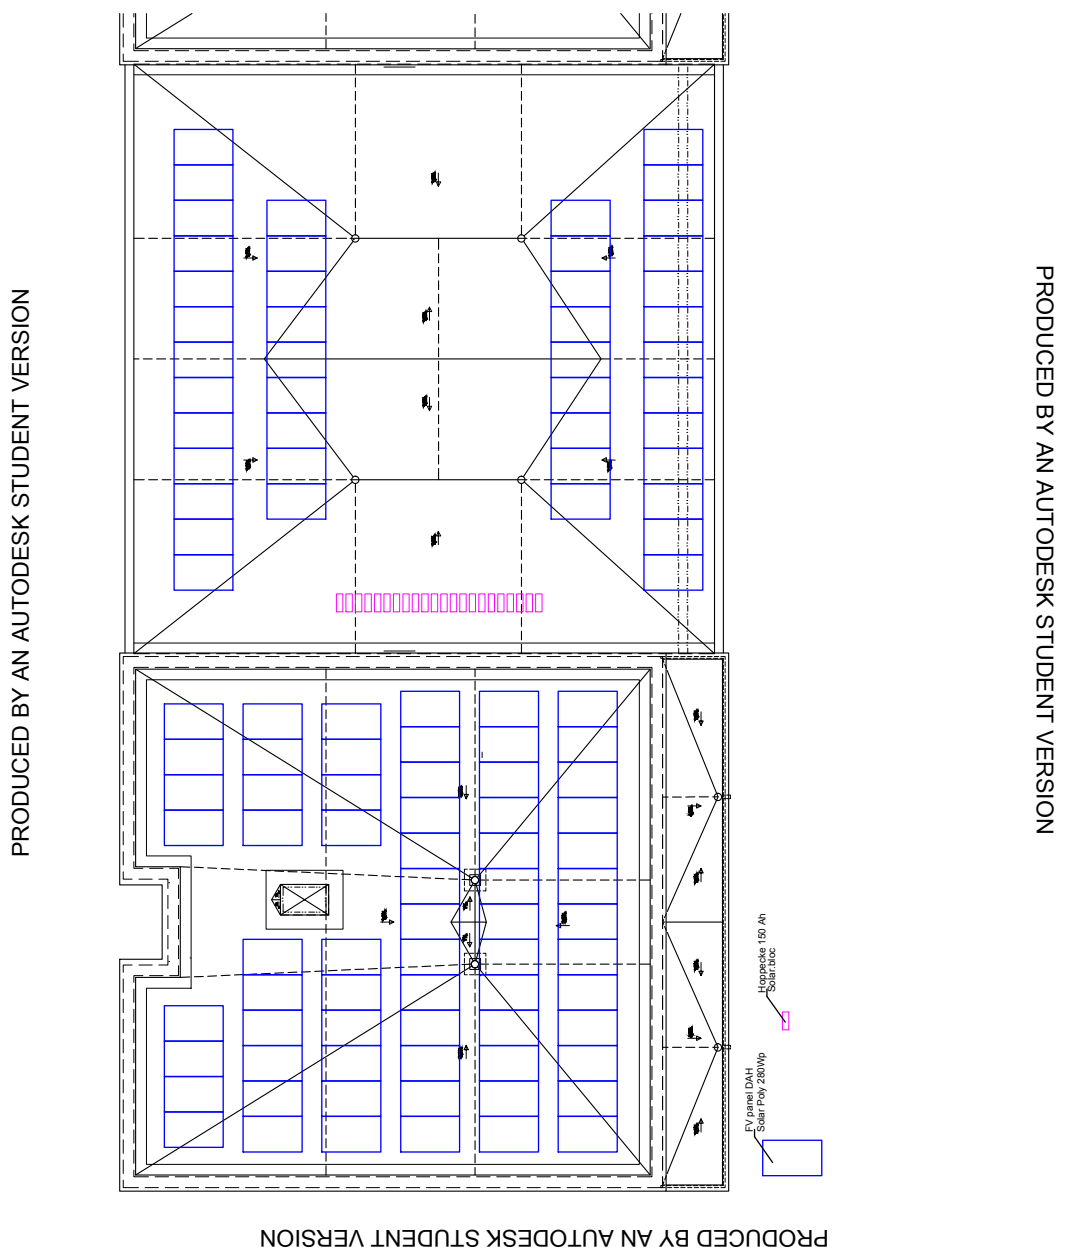 PRODUCED BY AN AUTODESK STUDENT VERSION
PRODUCED BY AN AUTODESK STUDENT VERSION
Hoppecke 150 Ah
Solar.bloc
FV panel DAH
Solar Poly 280Wp
PRODUCED BY AN AUTODESK STUDENT VERSION